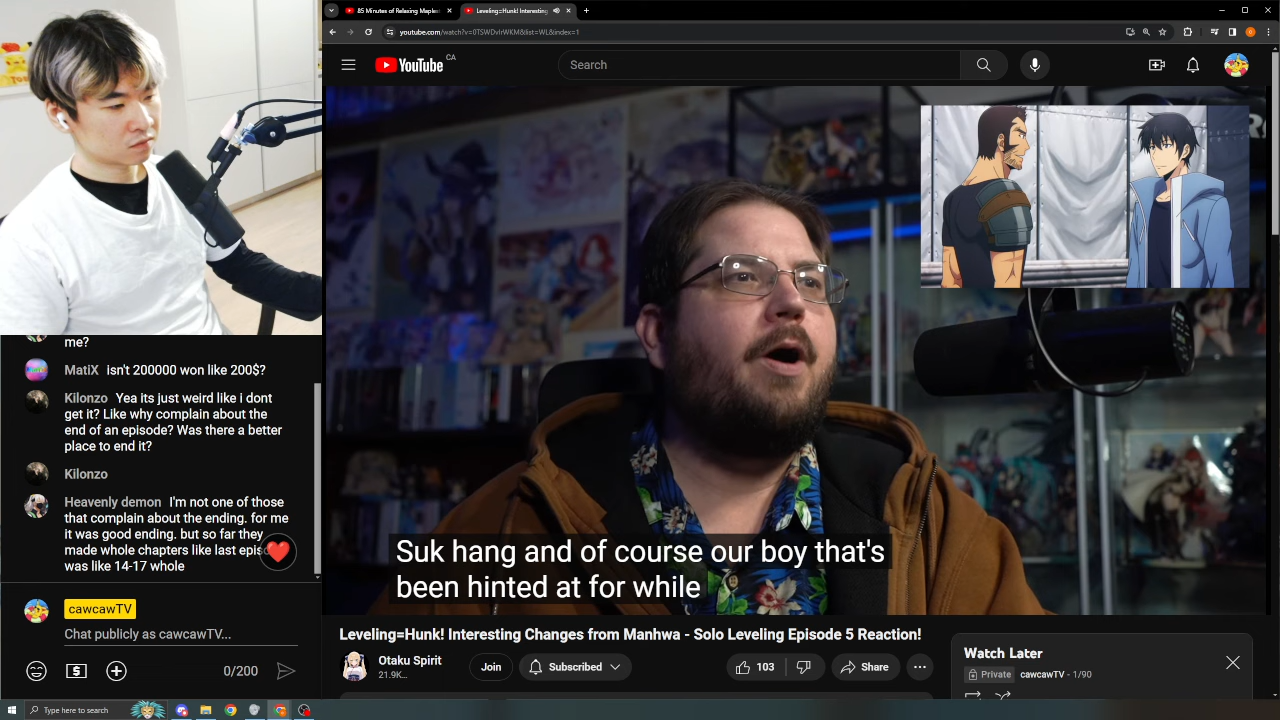 85 Minutes of Relaxing Maples
Leveling=Hunk! Interesting
youtube.com/watch?v=0TSWDvIrWKM&list=WL&index=1
YouTube CA
Search
me?
MatiX isn't 200000 won like 200$?
Kilonzo Yea its just weird like i dont
get it? Like why complain about the
end of an episode? Was there a better
place to end it?
Kilonzo
Heavenly demon I'm not one of those
that complain about the ending. for me
it was good ending. but so far they
made whole chapters like last epis
was like 14-17 whole
cawcawTV
Chat publicly as cawcawTV...
0/200
Suk hang and of course our boy that's
been hinted at for while
Leveling=Hunk! Interesting Changes from Manhwa - Solo Leveling Episode 5 Reaction!
Otaku Spirit
21.9K...
Join
Subscribed
103
Share
Watch Later
Private cawcawTV - 1/90
Type here to search